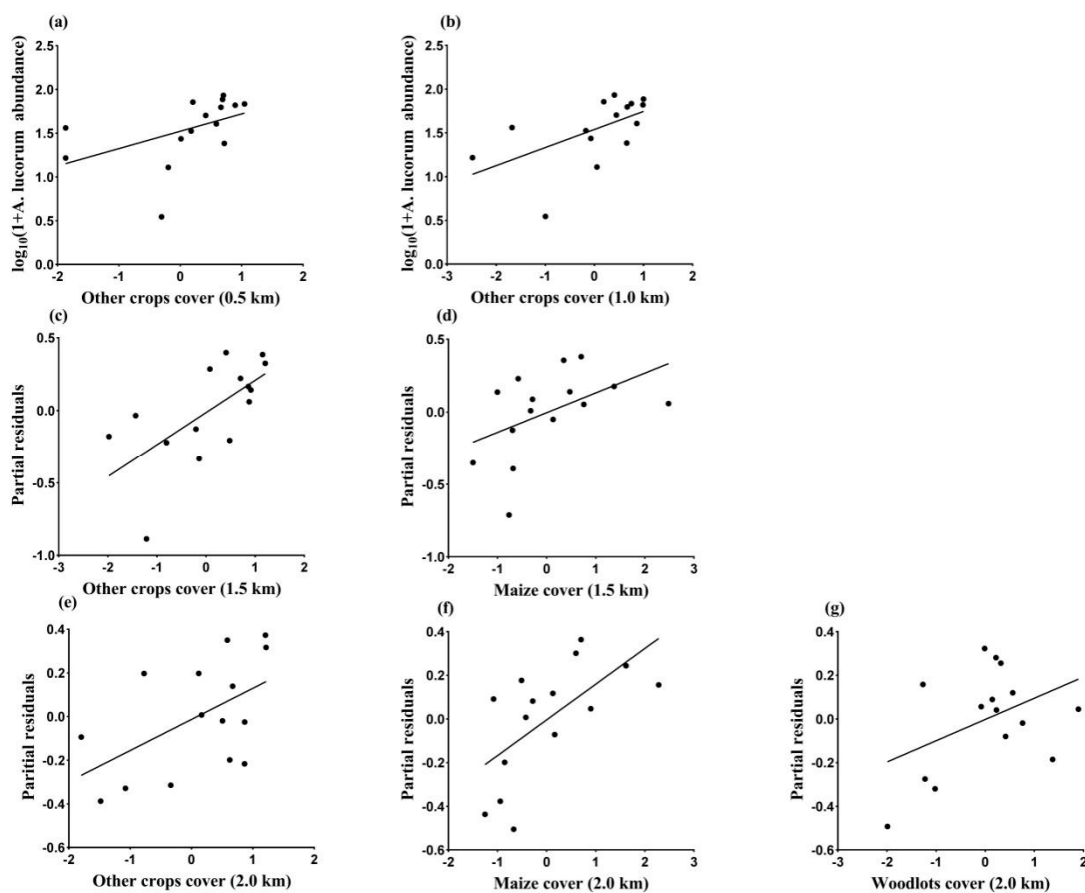 (a)
log10(1+A. lucorum abundance)
2.5
2.0
1.5
1.0
0.5
0.0
-2 -1 0 1 2
Other crops cover (0.5 km)
(b)
log10(1+A. lucorum abundance)
2.5
2.0
1.5
1.0
0.5
0.0
-3 -2 -1 0 1 2
Other crops cover (1.0 km)
(c)
Partial residuals
0.5
0.0
-0.5
-1.0
-3 -2 -1 0 1 2
Other crops cover (1.5 km)
(d)
Partial residuals
0.5
0.0
-0.5
-1.0
-2 -1 0 1 2 3
Maize cover (1.5 km)
(e)
Paritial residuals
0.4
0.2
0.0
-0.2
-0.4
-0.6
-2 -1 0 1 2
Other crops cover (2.0 km)
(f)
Partial residuals
0.4
0.2
0.0
-0.2
-0.4
-0.6
-2 -1 0 1 2 3
Maize cover (2.0 km)
(g)
Partial residuals
0.4
0.2
0.0
-0.2
-0.4
-0.6
-3 -2 -1 0 1 2
Woodlots cover (2.0 km)